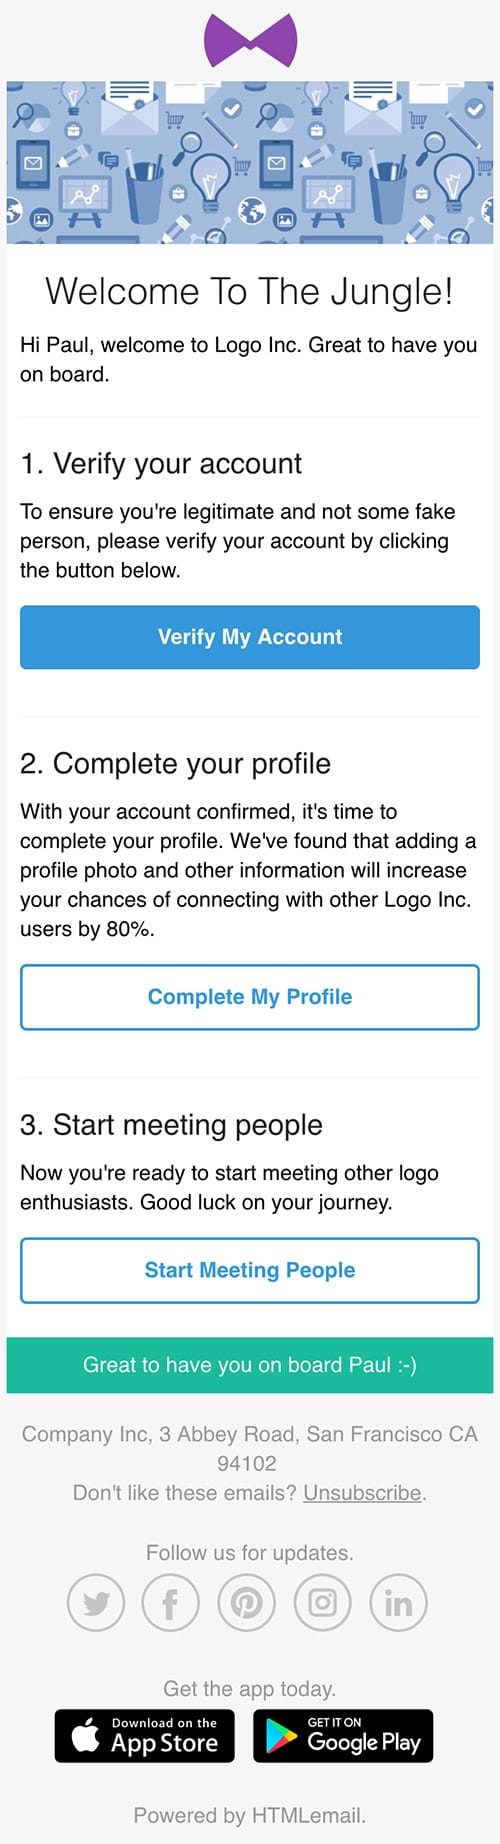 Welcome To The Jungle!
Hi Paul, welcome to Logo Inc. Great to have you
on board.
1. Verify your account
To ensure you're legitimate and not some fake
person, please verify your account by clicking
the button below.
Verify My Account
2. Complete your profile
With your account confirmed, it's time to
complete your profile. We've found that adding a
profile photo and other information will increase
your chances of connecting with other Logo Inc.
users by 80%.
Complete My Profile
3. Start meeting people
Now you're ready to start meeting other logo
enthusiasts. Good luck on your journey.
Start Meeting People
Great to have you on board Paul :-)
Company Inc, 3 Abbey Road, San Francisco CA
94102
Don't like these emails? Unsubscribe.
Follow us for updates.
Get the app today.
Download on the
App Store
GET IT ON
Google Play
Powered by HTMLemail.